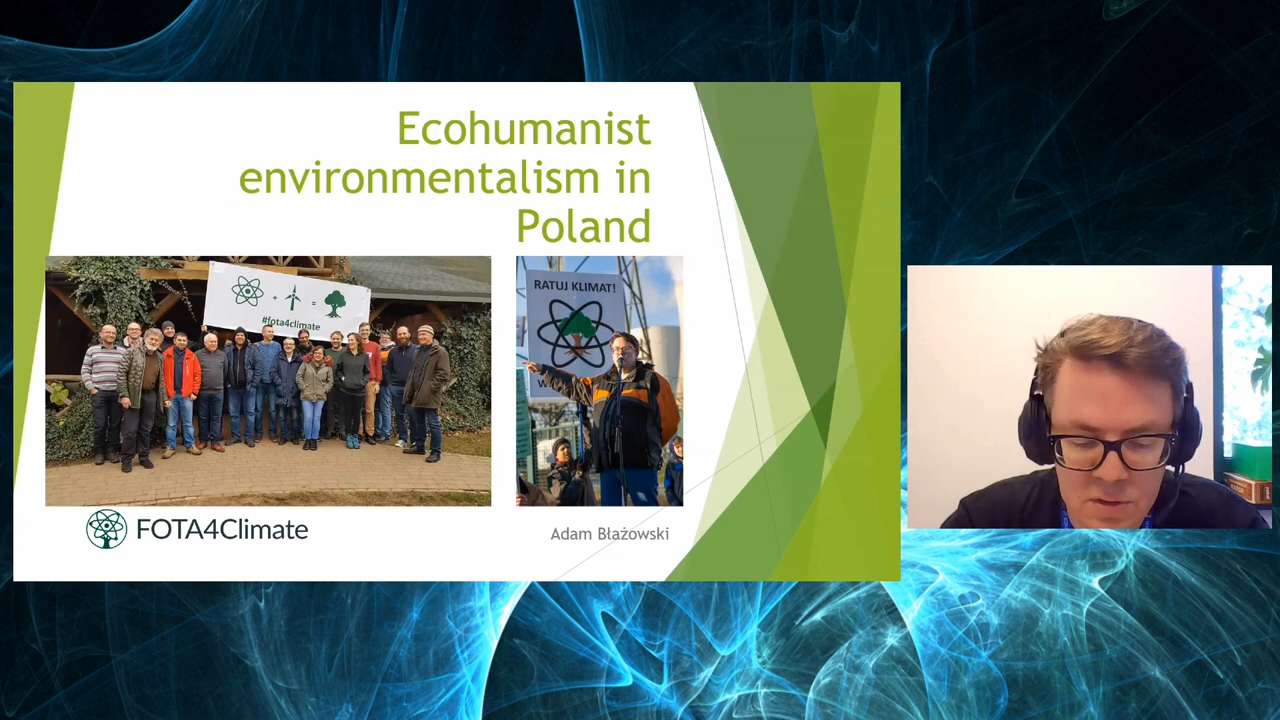 Ecohumanist
environmentalism in
Poland
+ =
#fota4climate
RATUJ KLIMAT!
W
FOTA4Climate
Adam Błażowski